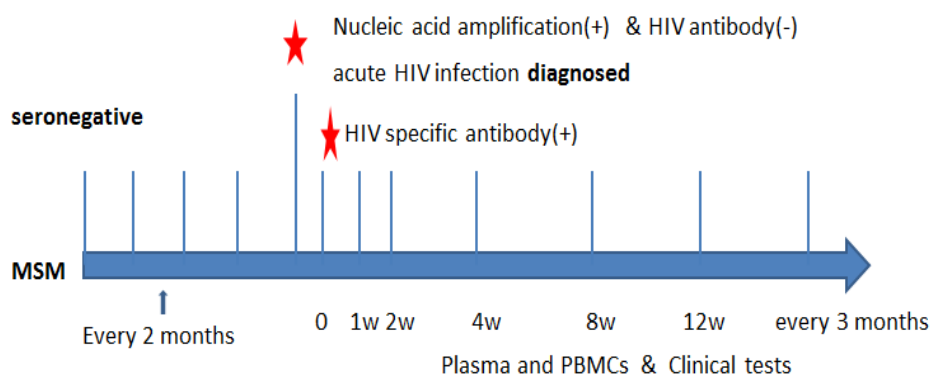 Nucleic acid amplification(+) & HIV antibody(-)
acute HIV infection diagnosed
seronegative
HIV specific antibody(+)
MSM
Every 2 months
0 1w 2w 4w 8w 12w every 3 months
Plasma and PBMCs & Clinical tests